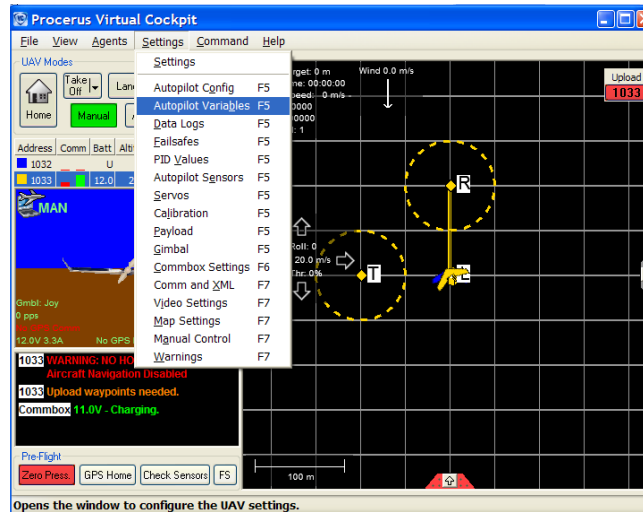 Procerus Virtual Cockpit
File View Agents Settings Command Help
UAV Modes
Home
Take Off
Manual
Settings
Autopilot Config F5
Autopilot Variables F5
Data Logs F5
Failsafes F5
PID Values F5
Autopilot Sensors F5
Servos F5
Calibration F5
Payload F5
Gimbal F5
Commbox Settings F6
Comm and XML F7
Video Settings F7
Map Settings F7
Manual Control F7
Warnings F7
Address Comm Batt
1032 U
1033 12.0
MAN
Gmbl: Joy
0 pps
12.0V 3.3A No GPS
1033 WARNING: NO
Aircraft Navigation Disabled
1033 Upload waypoints needed.
Commbox 11.0V - Charging.
Pre-Flight
Zero Press. GPS Home Check Sensors FS
0 m Wind 0.0 m/s
00:00:00
0 m/s
Upload
1033
R
Roll: 0
20.0 m/s
Thr: 0%
T
100 m
Opens the window to configure the UAV settings.